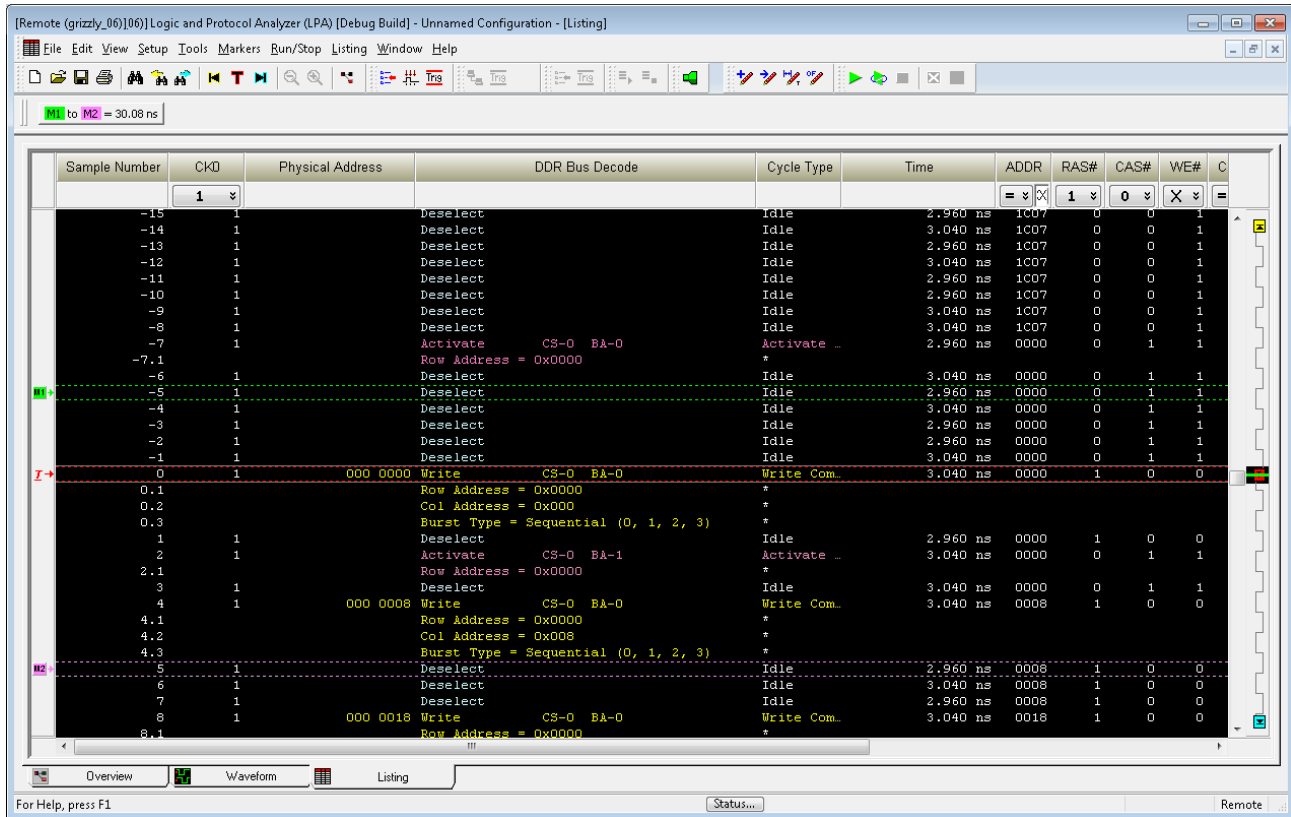 [Remote (grizzly_06)]06)] Logic and Protocol Analyzer (LPA) [Debug Build] - Unnamed Configuration - [Listing]
File Edit View Setup Tools Markers Run/Stop Listing Window Help
T Trig Trig Trig
M1 to M2 = 30.08 ns
Sample Number CK0 Physical Address DDR Bus Decode Cycle Type Time ADDR RAS# CAS# WE# C
1 = X 1 0 X =
-15 1 Deselect Idle 2.960 ns 1C07 0 0 1
-14 1 Deselect Idle 3.040 ns 1C07 0 0 1
-13 1 Deselect Idle 2.960 ns 1C07 0 0 1
-12 1 Deselect Idle 3.040 ns 1C07 0 0 1
-11 1 Deselect Idle 2.960 ns 1C07 0 0 1
-10 1 Deselect Idle 2.960 ns 1C07 0 0 1
-9 1 Deselect Idle 3.040 ns 1C07 0 0 1
-8 1 Deselect Idle 3.040 ns 1C07 0 0 1
-7 1 Activate CS-0 BA-0 Activate … 2.960 ns 0000 0 1 1
-7.1 Row Address = 0x0000 *
-6 1 Deselect Idle 3.040 ns 0000 0 1 1
M1 -5 1 Deselect Idle 2.960 ns 0000 0 1 1
-4 1 Deselect Idle 3.040 ns 0000 0 1 1
-3 1 Deselect Idle 2.960 ns 0000 0 1 1
-2 1 Deselect Idle 2.960 ns 0000 0 1 1
-1 1 Deselect Idle 3.040 ns 0000 0 1 1
T 0 1 000 0000 Write CS-0 BA-0 Write Com… 3.040 ns 0000 1 0 0
0.1 Row Address = 0x0000 *
0.2 Col Address = 0x000 *
0.3 Burst Type = Sequential (0, 1, 2, 3) *
1 1 Deselect Idle 2.960 ns 0000 1 0 0
2 1 Activate CS-0 BA-1 Activate … 3.040 ns 0000 0 1 1
2.1 Row Address = 0x0000 *
3 1 Deselect Idle 3.040 ns 0000 0 1 1
4 1 000 0008 Write CS-0 BA-0 Write Com… 3.040 ns 0008 1 0 0
4.1 Row Address = 0x0000 *
4.2 Col Address = 0x008 *
4.3 Burst Type = Sequential (0, 1, 2, 3) *
M2 5 1 Deselect Idle 2.960 ns 0008 1 0 0
6 1 Deselect Idle 3.040 ns 0008 1 0 0
7 1 Deselect Idle 2.960 ns 0008 1 0 0
8 1 000 0018 Write CS-0 BA-0 Write Com… 3.040 ns 0018 1 0 0
8.1 Row Address = 0x0000 *
Overview Waveform Listing
For Help, press F1 Status... Remote